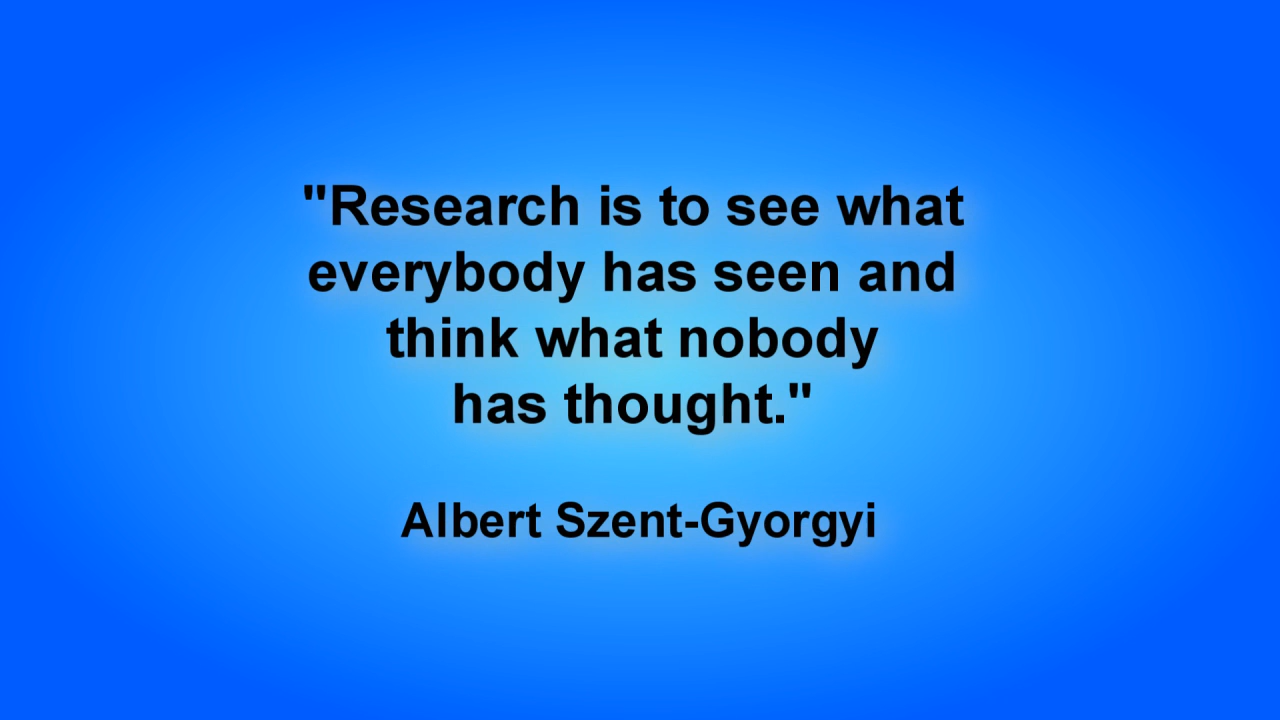 "Research is to see what
everybody has seen and
think what nobody
has thought."
Albert Szent-Gyorgyi